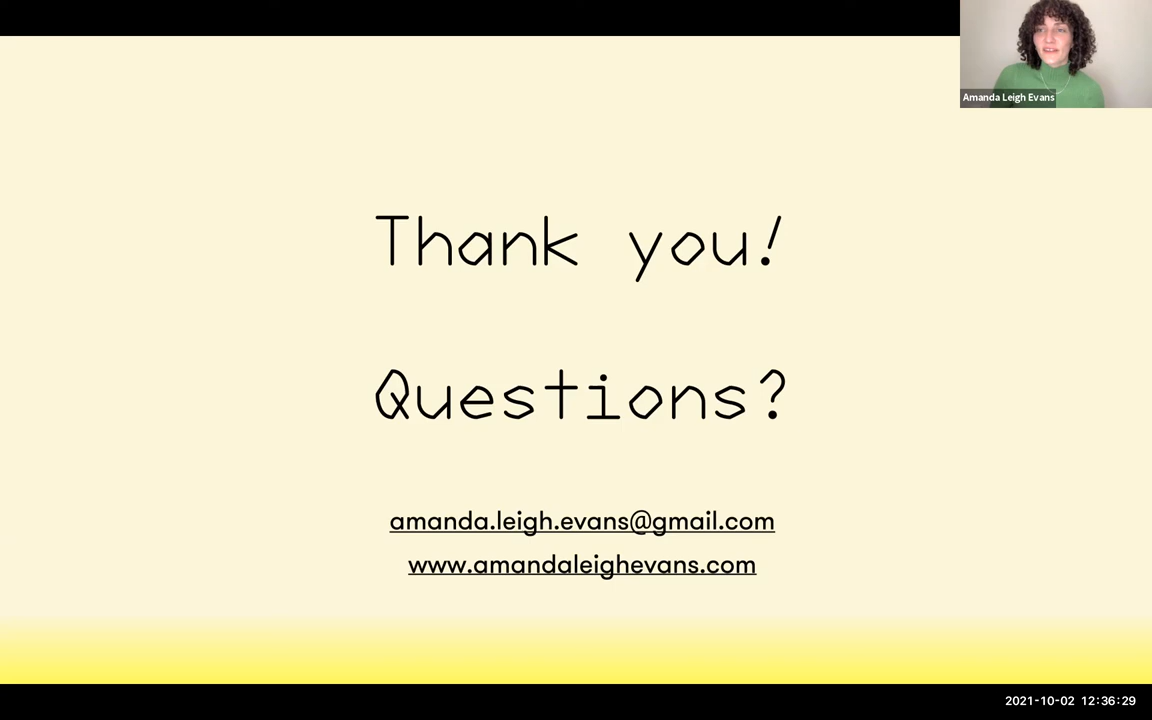 Amanda Leigh Evans
Thank you!
Questions?
amanda.leigh.evans@gmail.com
www.amandaleighevans.com
2021-10-02 12:36:29